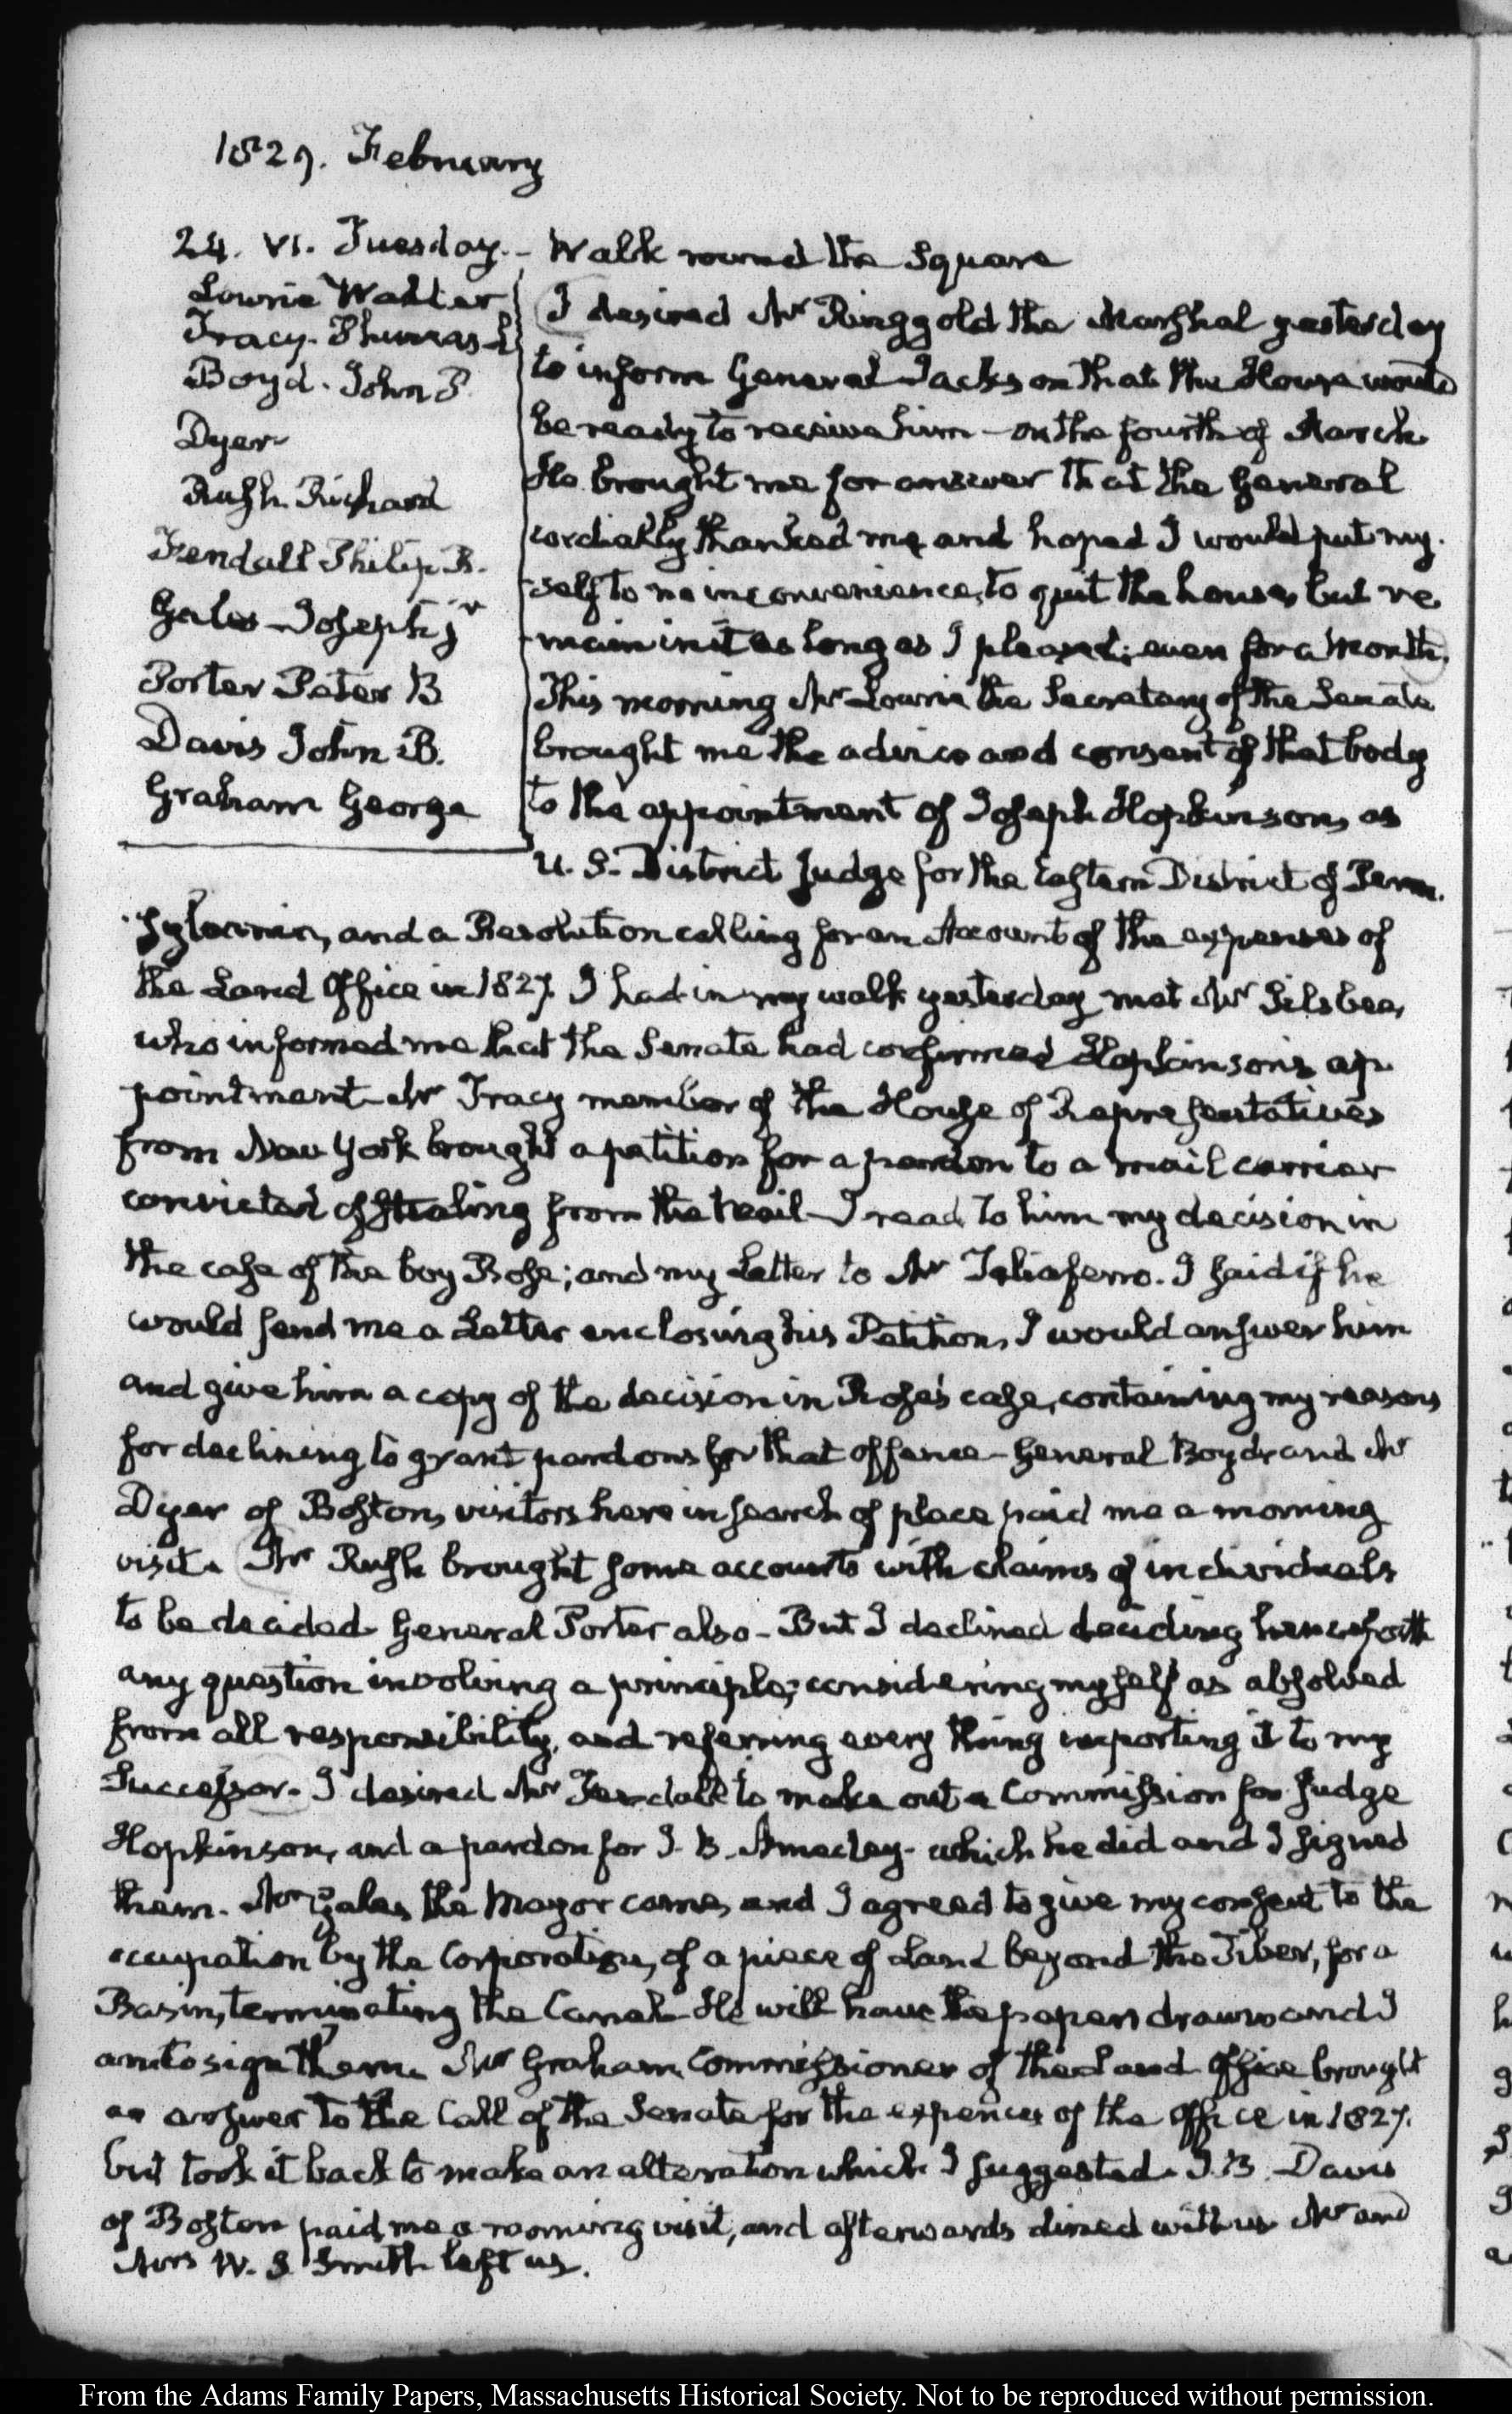 1829. February
24. VI. Tuesday.- Walk round the Square
Lowrie Walter
Tracy. Phineas L
Boyd. John P.
Dyer
Rush. Richard
Fendall Philip R.
Gales Joseph jr
Porter Peter B
Davis John B.
Graham George
I desired Mr Ringgold the Marshal yesterday
to inform General Jackson that the House would
be ready to receive him - on the fourth of March
He brought me for answer that the General
cordially thanked me and hoped I would put my-
self to no inconvenience, to quit the house, but re-
-main in it as long as I pleased; even for a Month.
This morning Mr Lowrie the Secretary of the Senate
brought me the advice and consent of that body
to the appointment of Joseph Hopkinson, as
U. S. District Judge for the Eastern District of Penn-
sylvania, and a Resolution calling for an Account of the expenses of
the Land Office in 1827. I had in my walk yesterday met Mr Silsbee,
who informed me that the Senate had confirmed Hopkinson's ap-
pointment. Mr Tracy member of the House of Representatives
from New York brought a petition for a pardon to a mail carrier
convicted of stealing from the Mail - I read to him my decision in
the case of the boy Rose; and my Letter to Mr Taliaferro. I said if he
would send me a Letter enclosing his Petition, I would answer him
and give him a copy of the decision in Rose's case, containing my reasons
for declining to grant pardons for that offence - General Boyd and Mr
Dyer of Boston, visitors here in search of place paid me a morning
visit. Mr Rush brought some accounts with claims of individuals
to be decided. General Porter also - But I declined deciding henceforth
any question involving a principle; considering myself as absolved
from all responsibility, and referring every thing importing it to my
Successor. I desired Mr Fendall to make out a Commission for Judge
Hopkinson, and a pardon for J. B. Amedey - which he did and I signed
them. Mr Gales the Mayor came, and I agreed to give my consent to the
occupation by the Corporation, of a piece of Land beyond the Tiber, for a
Basin, terminating the Canal. He will have the papers drawn and I
am to sign them. Mr Graham Commissioner of the Land Office brought
an answer to the Call of the Senate for the expences of the Office in 1827.
but took it back to make an alteration which I suggested. J. B. Davis
of Boston paid me a morning visit, and afterwards dined with us Mr and
Mrs W. S. Smith left us.
From the Adams Family Papers, Massachusetts Historical Society. Not to be reproduced without permission.